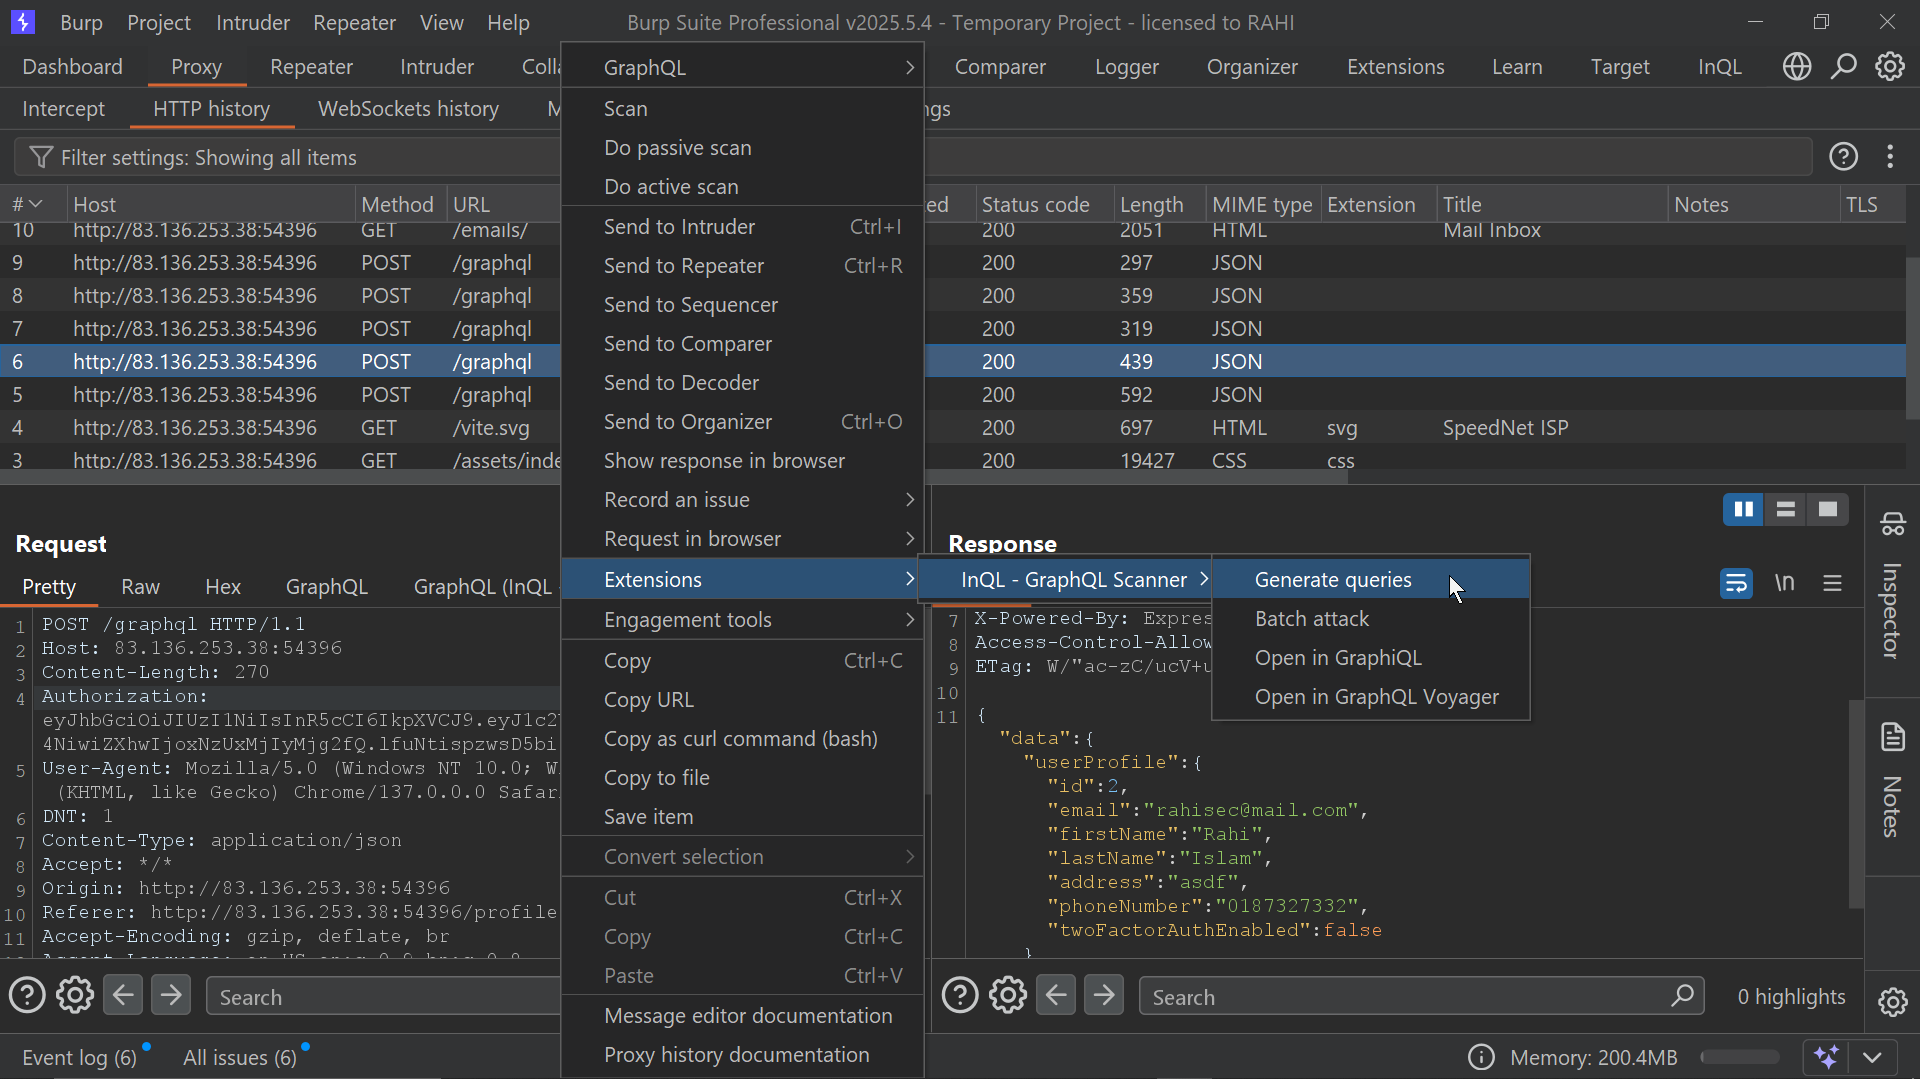 Burp Project Intruder Repeater View Help Burp Suite Professional v2025.5.4 - Temporary Project - licensed to RAHI
Dashboard Proxy Repeater Intruder Comparer Logger Organizer Extensions Learn Target InQL
Intercept HTTP history WebSockets history
Filter settings: Showing all items
# Host Method URL Status code Length MIME type Extension Title Notes TLS
10 http://83.136.253.38:54396 GET /emails/ 200 2051 HTML Mail Inbox
9 http://83.136.253.38:54396 POST /graphql 200 297 JSON
8 http://83.136.253.38:54396 POST /graphql 200 359 JSON
7 http://83.136.253.38:54396 POST /graphql 200 319 JSON
6 http://83.136.253.38:54396 POST /graphql 200 439 JSON
5 http://83.136.253.38:54396 POST /graphql 200 592 JSON
4 http://83.136.253.38:54396 GET /vite.svg 200 697 HTML svg SpeedNet ISP
3 http://83.136.253.38:54396 GET /assets/inde 200 19427 CSS css
GraphQL
Scan
Do passive scan
Do active scan
Send to Intruder Ctrl+I
Send to Repeater Ctrl+R
Send to Sequencer
Send to Comparer
Send to Decoder
Send to Organizer Ctrl+O
Show response in browser
Record an issue
Request in browser
Extensions
Engagement tools
Copy Ctrl+C
Copy URL
Copy as curl command (bash)
Copy to file
Save item
Convert selection
Cut Ctrl+X
Copy Ctrl+C
Paste Ctrl+V
Message editor documentation
Proxy history documentation
InQL - GraphQL Scanner
Generate queries
Batch attack
Open in GraphiQL
Open in GraphQL Voyager
Request
Pretty Raw Hex GraphQL GraphQL (InQL
1 POST /graphql HTTP/1.1
2 Host: 83.136.253.38:54396
3 Content-Length: 270
4 Authorization:
eyJhbGciOiJIUzI1NiIsInR5cCI6IkpXVCJ9.eyJ1c2
4NiwiZXhwIjoxNzUxMjIyMjg2fQ.lfuNtispzwsD5bi
5 User-Agent: Mozilla/5.0 (Windows NT 10.0; W
(KHTML, like Gecko) Chrome/137.0.0.0 Safar
6 DNT: 1
7 Content-Type: application/json
8 Accept: */*
9 Origin: http://83.136.253.38:54396
10 Referer: http://83.136.253.38:54396/profile
11 Accept-Encoding: gzip, deflate, br
Search
Response
\n
7 X-Powered-By: Expres
8 Access-Control-Allow
9 ETag: W/"ac-zC/ucV+u
10
11 {
"data":{
"userProfile":{
"id":2,
"email":"rahisec@mail.com",
"firstName":"Rahi",
"lastName":"Islam",
"address":"asdf",
"phoneNumber":"0187327332",
"twoFactorAuthEnabled":false
}
Search
0 highlights
Inspector
Notes
Event log (6) All issues (6) Memory: 200.4MB